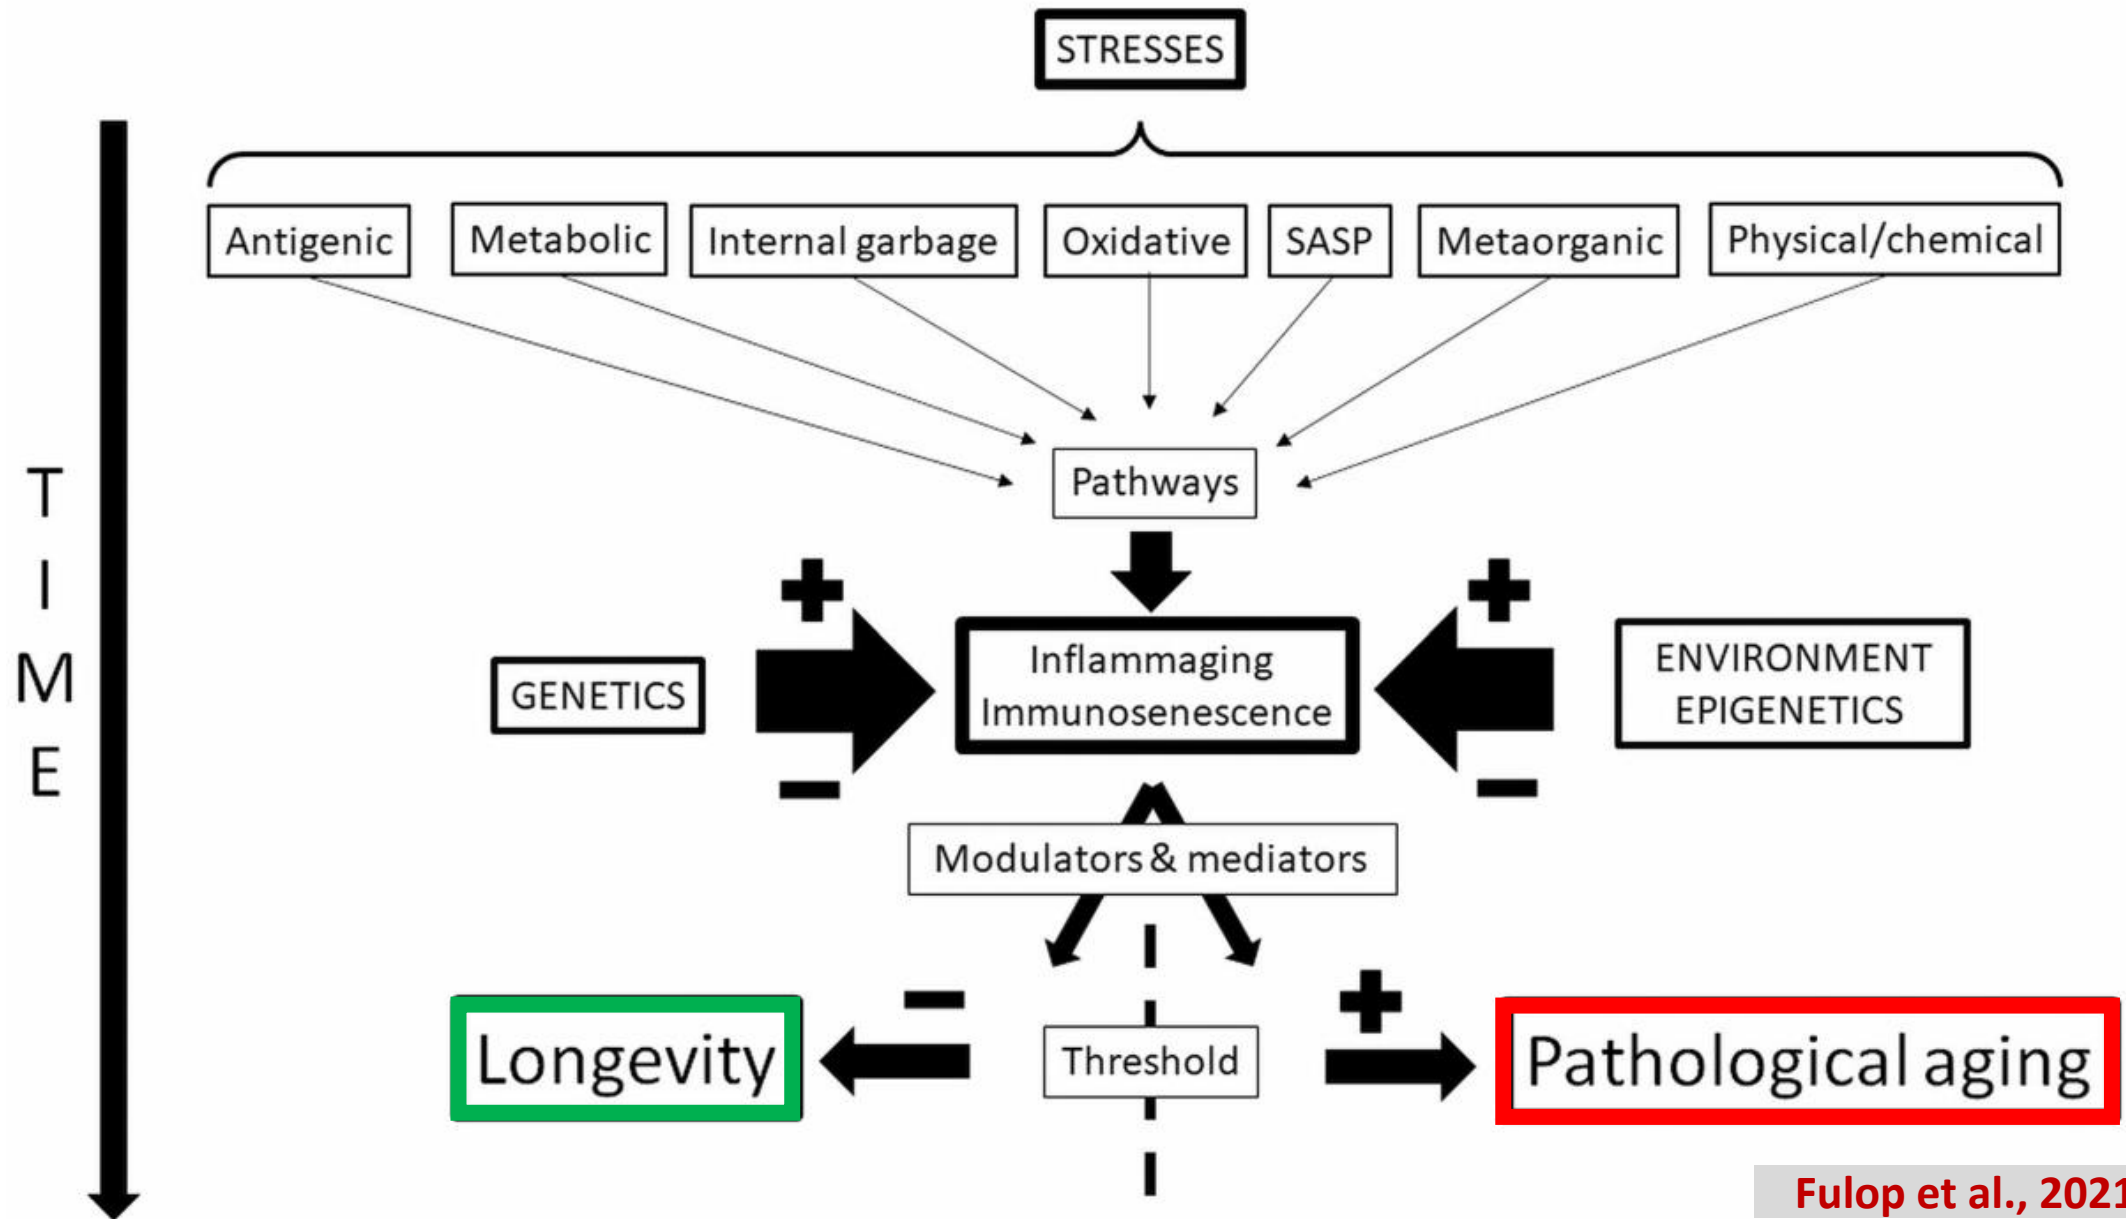 STRESSES
Antigenic
Metabolic
Internal garbage
Oxidative
SASP
Metaorganic
Physical/chemical
Pathways
TIME
+
+
GENETICS
Inflammaging
Immunosenescence
ENVIRONMENT
EPIGENETICS
−
−
Modulators & mediators
−
+
Longevity
Threshold
Pathological aging
Fulop et al., 2021